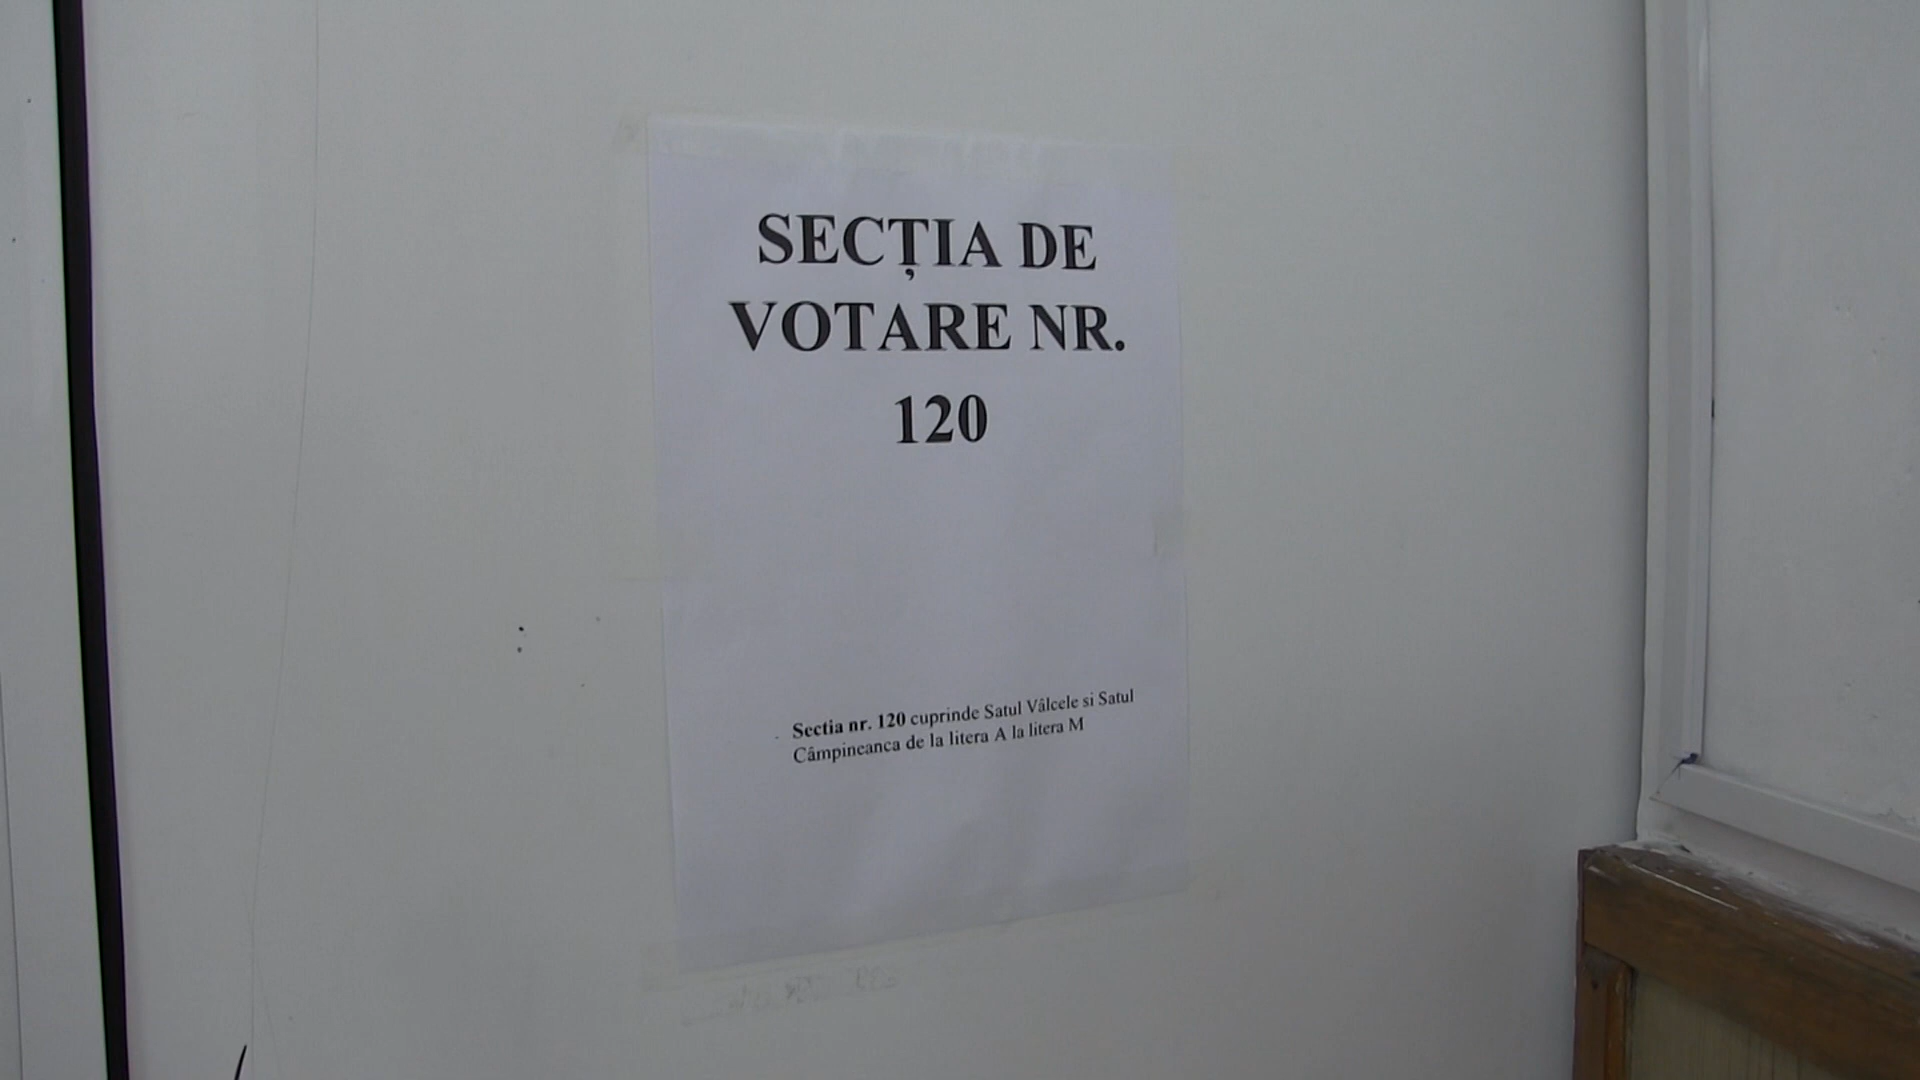 SECȚIA DE
VOTARE NR.
120
Sectia nr. 120 cuprinde Satul Vâlcele si Satul
Câmpineanca de la litera A la litera M